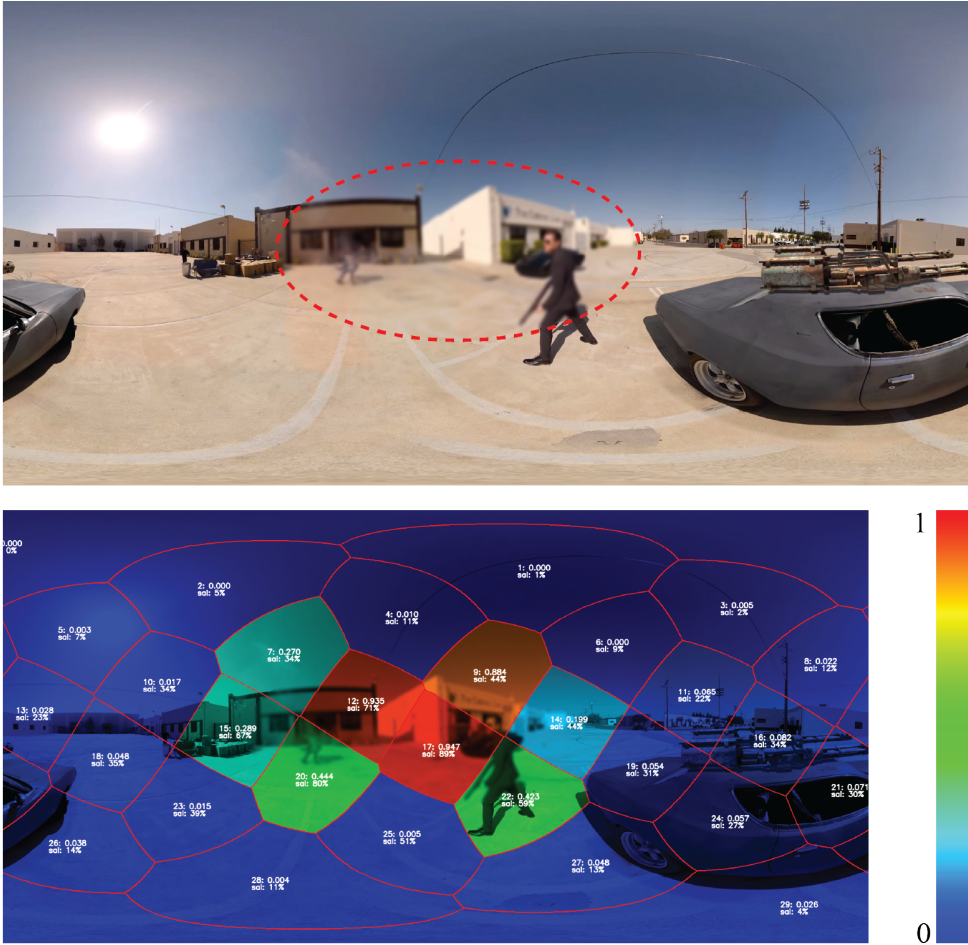 0.000
0%
1: 0.000
sal: 1%
2: 0.000
sal: 5%
3: 0.005
sal: 2%
4: 0.010
sal: 11%
5: 0.003
sal: 7%
6: 0.000
sal: 9%
7: 0.270
sal: 34%
8: 0.022
sal: 12%
9: 0.884
sal: 44%
10: 0.017
sal: 34%
11: 0.065
sal: 22%
12: 0.935
sal: 71%
13: 0.028
sal: 23%
14: 0.199
sal: 44%
15: 0.289
sal: 67%
16: 0.082
sal: 34%
17: 0.947
sal: 89%
18: 0.048
sal: 35%
19: 0.054
sal: 31%
20: 0.444
sal: 80%
21: 0.071
sal: 30%
22: 0.423
sal: 59%
23: 0.015
sal: 39%
24: 0.057
sal: 27%
25: 0.005
sal: 51%
26: 0.038
sal: 14%
27: 0.048
sal: 13%
28: 0.004
sal: 11%
29: 0.026
sal: 4%
1
0